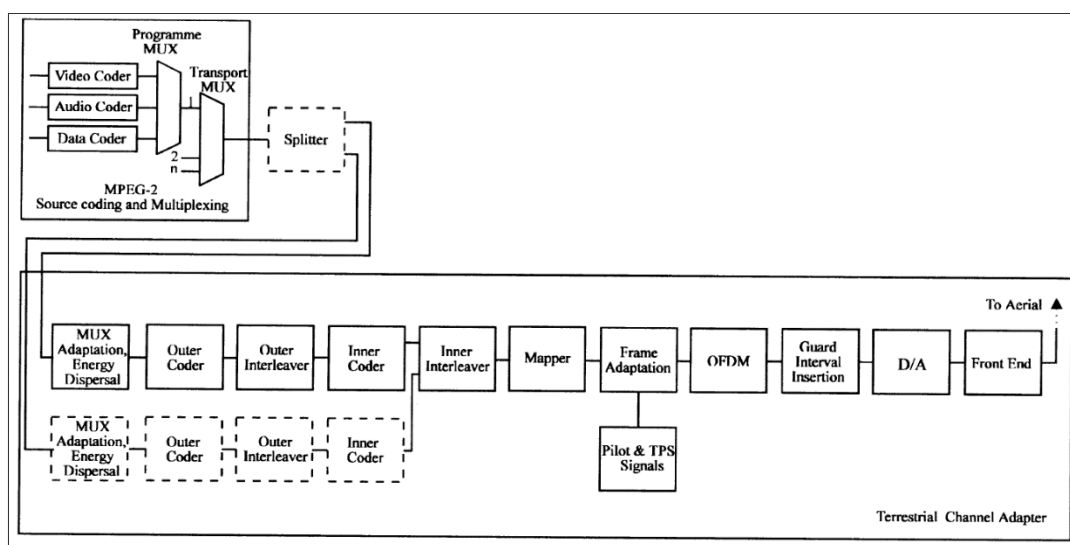 Programme
MUX
Transport
MUX
Video Coder
Audio Coder
Data Coder
1
2
n
MPEG-2
Source coding and Multiplexing
Splitter
To Aerial
MUX
Adaptation,
Energy
Dispersal
Outer
Coder
Outer
Interleaver
Inner
Coder
Inner
Interleaver
Mapper
Frame
Adaptation
OFDM
Guard
Interval
Insertion
D/A
Front End
MUX
Adaptation,
Energy
Dispersal
Outer
Coder
Outer
Interleaver
Inner
Coder
Pilot & TPS
Signals
Terrestrial Channel Adapter